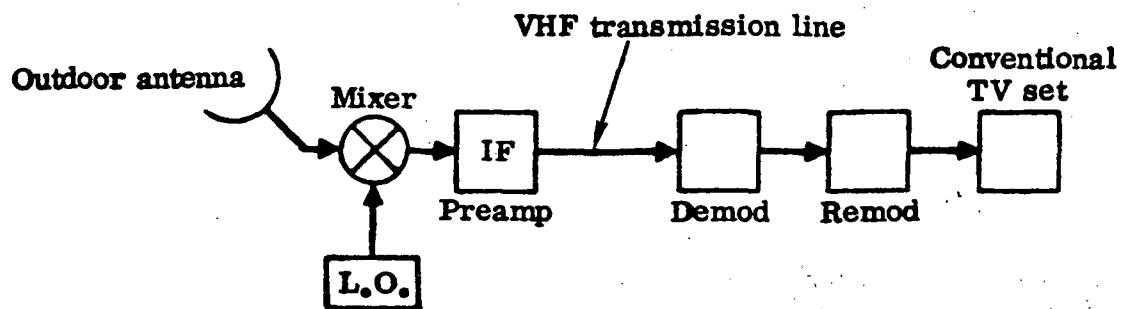 VHF transmission line
Outdoor antenna
Conventional
TV set
Mixer
IF
Preamp
Demod
Remod
L.O.